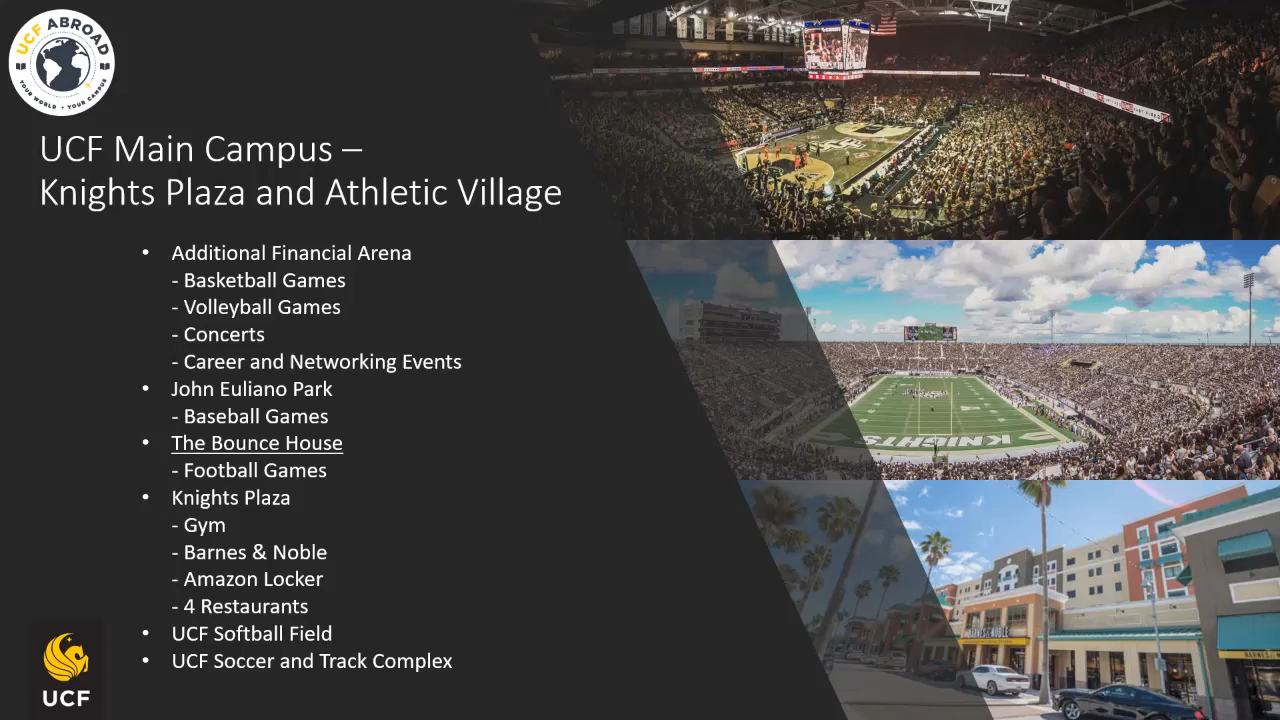 UCF ABROAD
YOUR WORLD • YOUR CAMPUS
UCF Main Campus –
Knights Plaza and Athletic Village
• Additional Financial Arena
- Basketball Games
- Volleyball Games
- Concerts
- Career and Networking Events
• John Euliano Park
- Baseball Games
• The Bounce House
- Football Games
• Knights Plaza
- Gym
- Barnes & Noble
- Amazon Locker
- 4 Restaurants
• UCF Softball Field
• UCF Soccer and Track Complex
UCF
KNIGHTS
BARNES & NOBLE